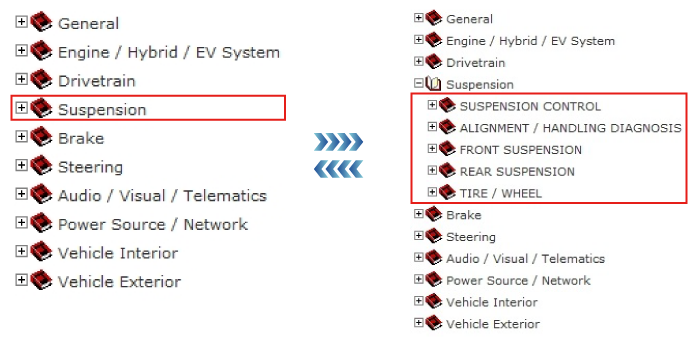 General
Engine / Hybrid / EV System
Drivetrain
Suspension
Brake
Steering
Audio / Visual / Telematics
Power Source / Network
Vehicle Interior
Vehicle Exterior
General
Engine / Hybrid / EV System
Drivetrain
Suspension
SUSPENSION CONTROL
ALIGNMENT / HANDLING DIAGNOSIS
FRONT SUSPENSION
REAR SUSPENSION
TIRE / WHEEL
Brake
Steering
Audio / Visual / Telematics
Power Source / Network
Vehicle Interior
Vehicle Exterior